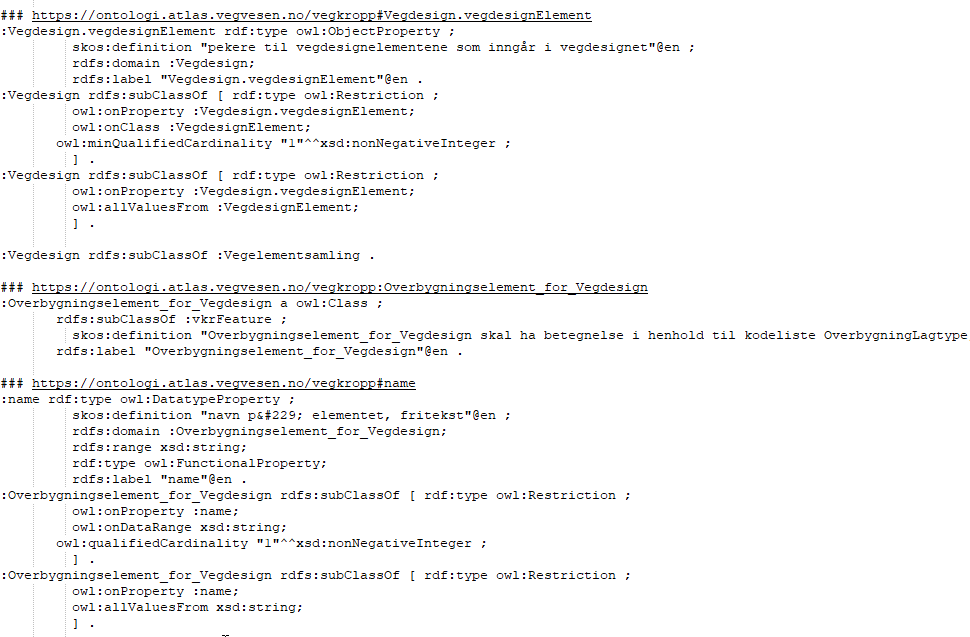 ### https://ontologi.atlas.vegvesen.no/vegkropp#Vegdesign.vegdesignElement
:Vegdesign.vegdesignElement rdf:type owl:ObjectProperty ;
skos:definition "pekere til vegdesignelementene som inngår i vegdesignet"@en ;
rdfs:domain :Vegdesign;
rdfs:label "Vegdesign.vegdesignElement"@en .
:Vegdesign rdfs:subClassOf [ rdf:type owl:Restriction ;
owl:onProperty :Vegdesign.vegdesignElement;
owl:onClass :VegdesignElement;
owl:minQualifiedCardinality "1"^^xsd:nonNegativeInteger ;
] .
:Vegdesign rdfs:subClassOf [ rdf:type owl:Restriction ;
owl:onProperty :Vegdesign.vegdesignElement;
owl:allValuesFrom :VegdesignElement;
] .
:Vegdesign rdfs:subClassOf :Vegelementsamling .
### https://ontologi.atlas.vegvesen.no/vegkropp:Overbygningselement_for_Vegdesign
:Overbygningselement_for_Vegdesign a owl:Class ;
rdfs:subClassOf :vkrFeature ;
skos:definition "Overbygningselement_for_Vegdesign skal ha betegnelse i henhold til kodeliste OverbygningLagtype
rdfs:label "Overbygningselement_for_Vegdesign"@en .
### https://ontologi.atlas.vegvesen.no/vegkropp#name
:name rdf:type owl:DatatypeProperty ;
skos:definition "navn p&#229; elementet, fritekst"@en ;
rdfs:domain :Overbygningselement_for_Vegdesign;
rdfs:range xsd:string;
rdf:type owl:FunctionalProperty;
rdfs:label "name"@en .
:Overbygningselement_for_Vegdesign rdfs:subClassOf [ rdf:type owl:Restriction ;
owl:onProperty :name;
owl:onDataRange xsd:string;
owl:qualifiedCardinality "1"^^xsd:nonNegativeInteger ;
] .
:Overbygningselement_for_Vegdesign rdfs:subClassOf [ rdf:type owl:Restriction ;
owl:onProperty :name;
owl:allValuesFrom xsd:string;
] .